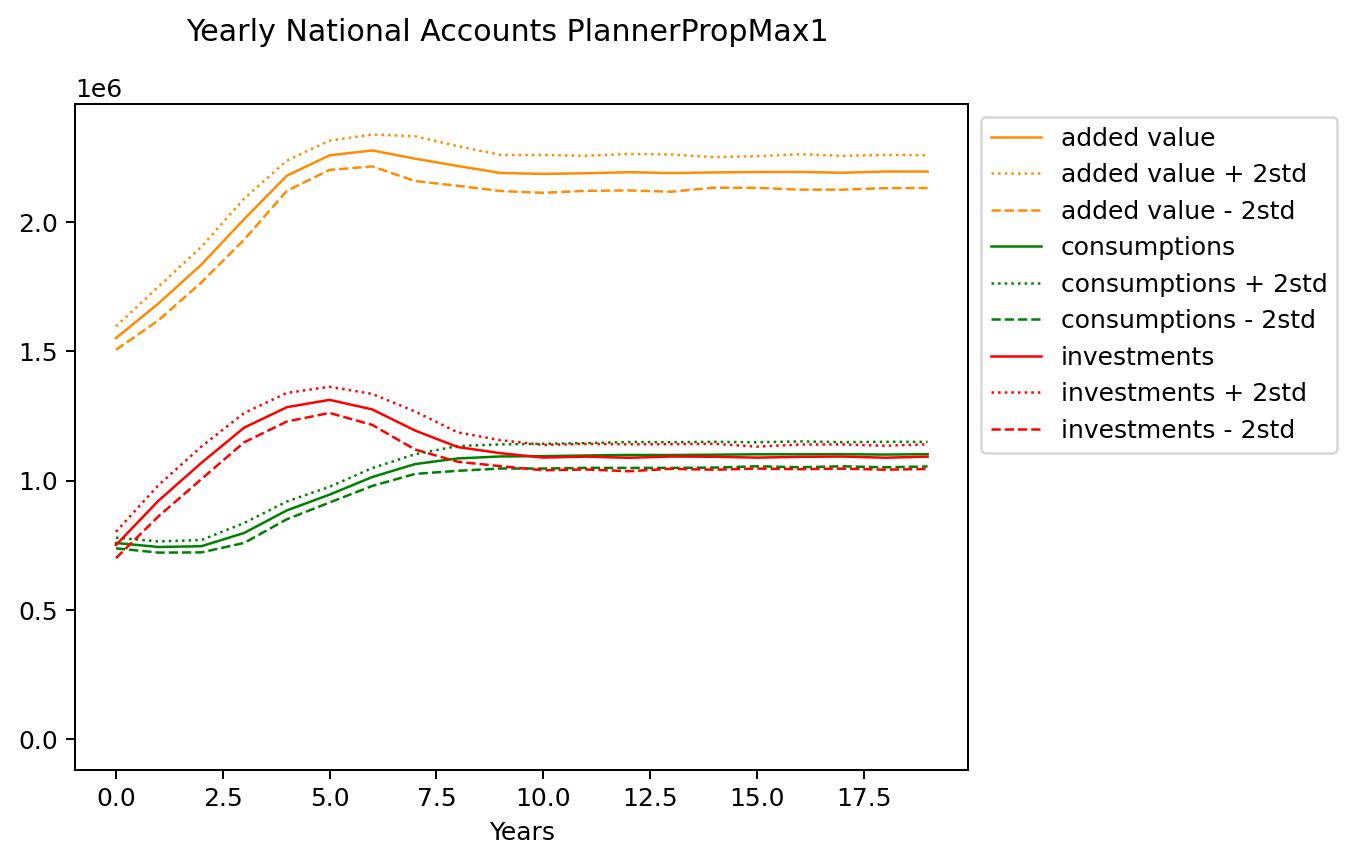 Yearly National Accounts PlannerPropMax1
1e6
2.0
1.5
1.0
0.5
0.0
0.0 2.5 5.0 7.5 10.0 12.5 15.0 17.5
Years
added value
added value + 2std
added value - 2std
consumptions
consumptions + 2std
consumptions - 2std
investments
investments + 2std
investments - 2std